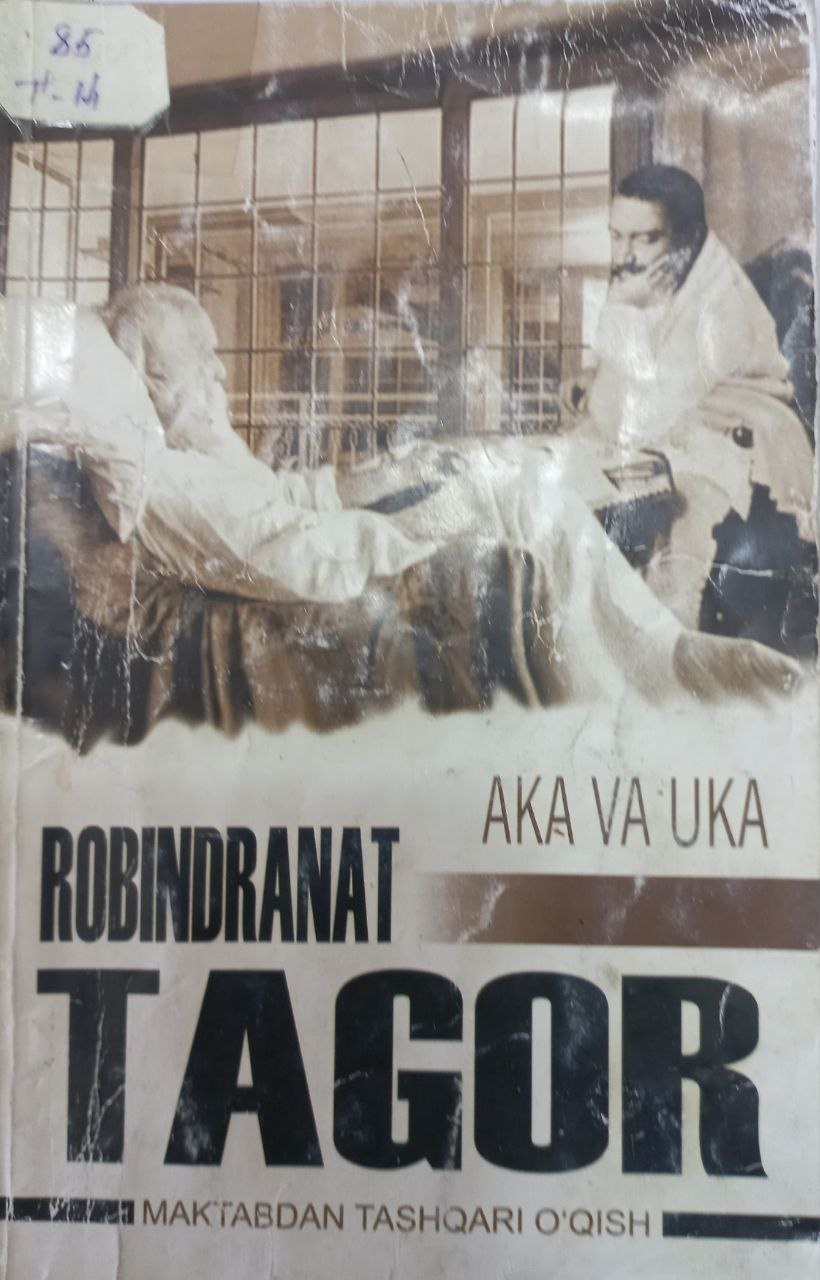 85
AKA VA UKA
ROBINDRANAT
TAGOR
MAKTABDAN TASHQARI O'QISH